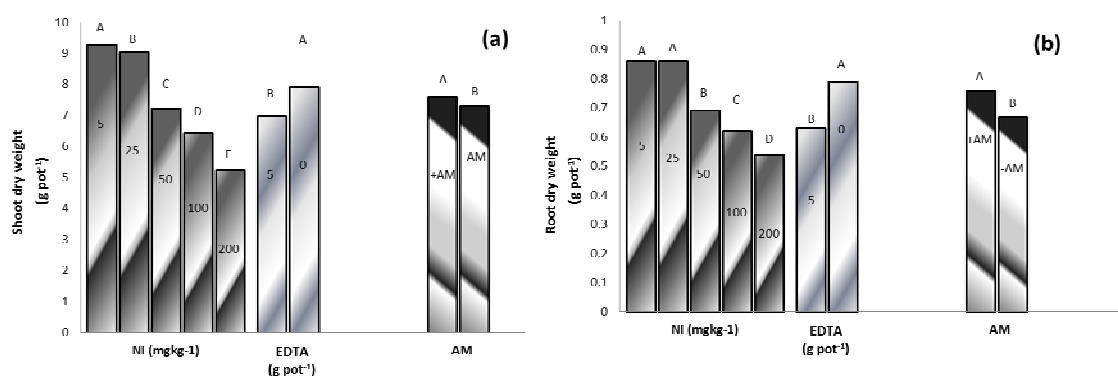 (a)
Shoot dry weight
(g pot⁻¹)
10
9
8
7
6
5
4
3
2
1
0
A
B
C
D
E
B
A
A
B
5
25
50
100
200
5
0
+AM
-AM
NI (mgkg-1)
EDTA
(g pot⁻¹)
AM
(b)
Root dry weight
(g pot⁻¹)
1
0.9
0.8
0.7
0.6
0.5
0.4
0.3
0.2
0.1
0
A
A
B
C
D
B
A
A
B
5
25
50
100
200
5
0
+AM
-AM
NI (mgkg-1)
EDTA
(g pot⁻¹)
AM